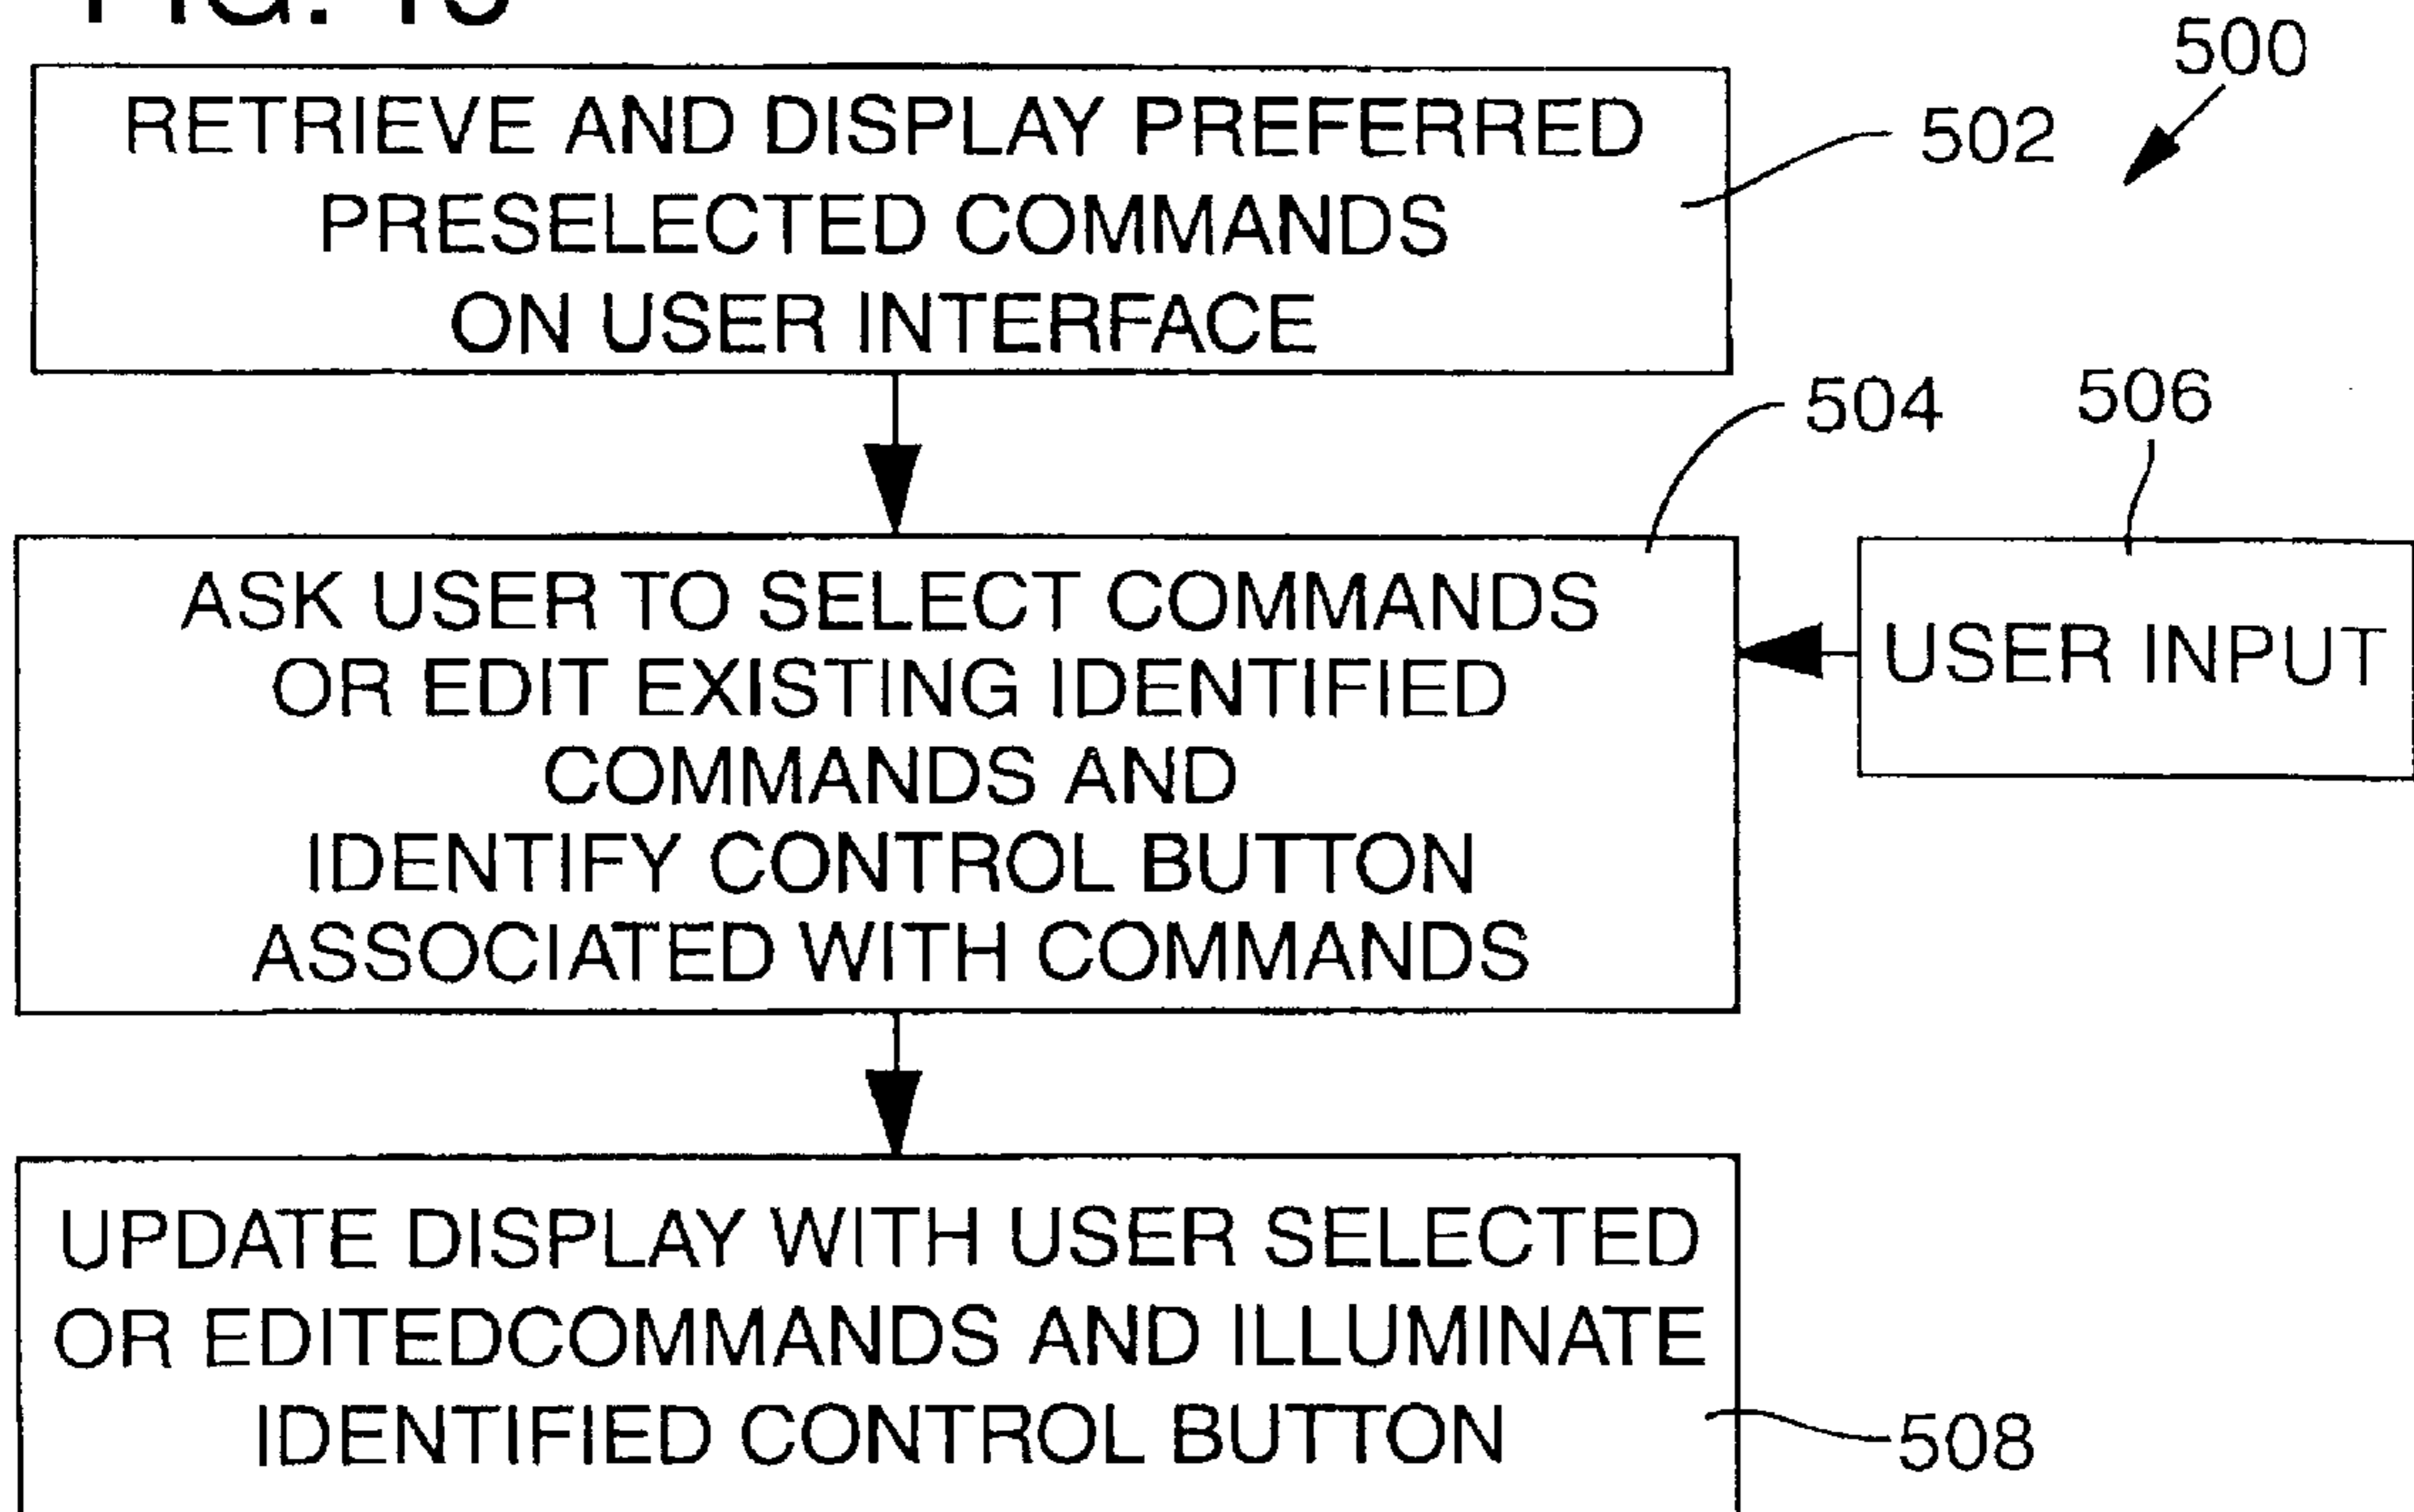 500
RETRIEVE AND DISPLAY PREFERRED
PRESELECTED COMMANDS
ON USER INTERFACE
502
504
506
ASK USER TO SELECT COMMANDS
OR EDIT EXISTING IDENTIFIED
COMMANDS AND
IDENTIFY CONTROL BUTTON
ASSOCIATED WITH COMMANDS
USER INPUT
UPDATE DISPLAY WITH USER SELECTED
OR EDITEDCOMMANDS AND ILLUMINATE
IDENTIFIED CONTROL BUTTON
508